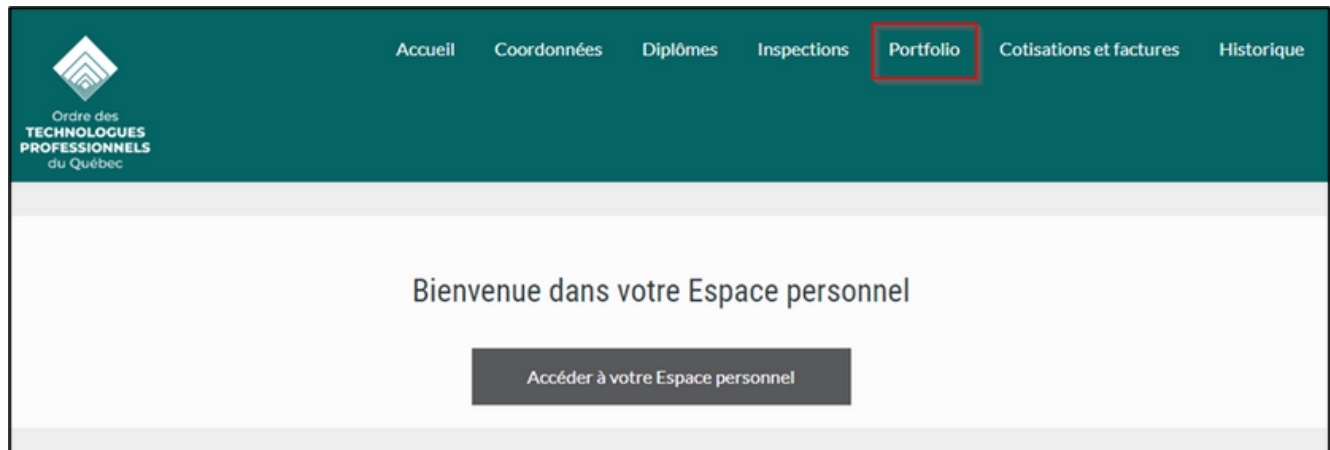 Accueil Coordonnées Diplômes Inspections Portfolio Cotisations et factures Historique
Ordre des
TECHNOLOGUES
PROFESSIONNELS
du Québec
Bienvenue dans votre Espace personnel
Accéder à votre Espace personnel